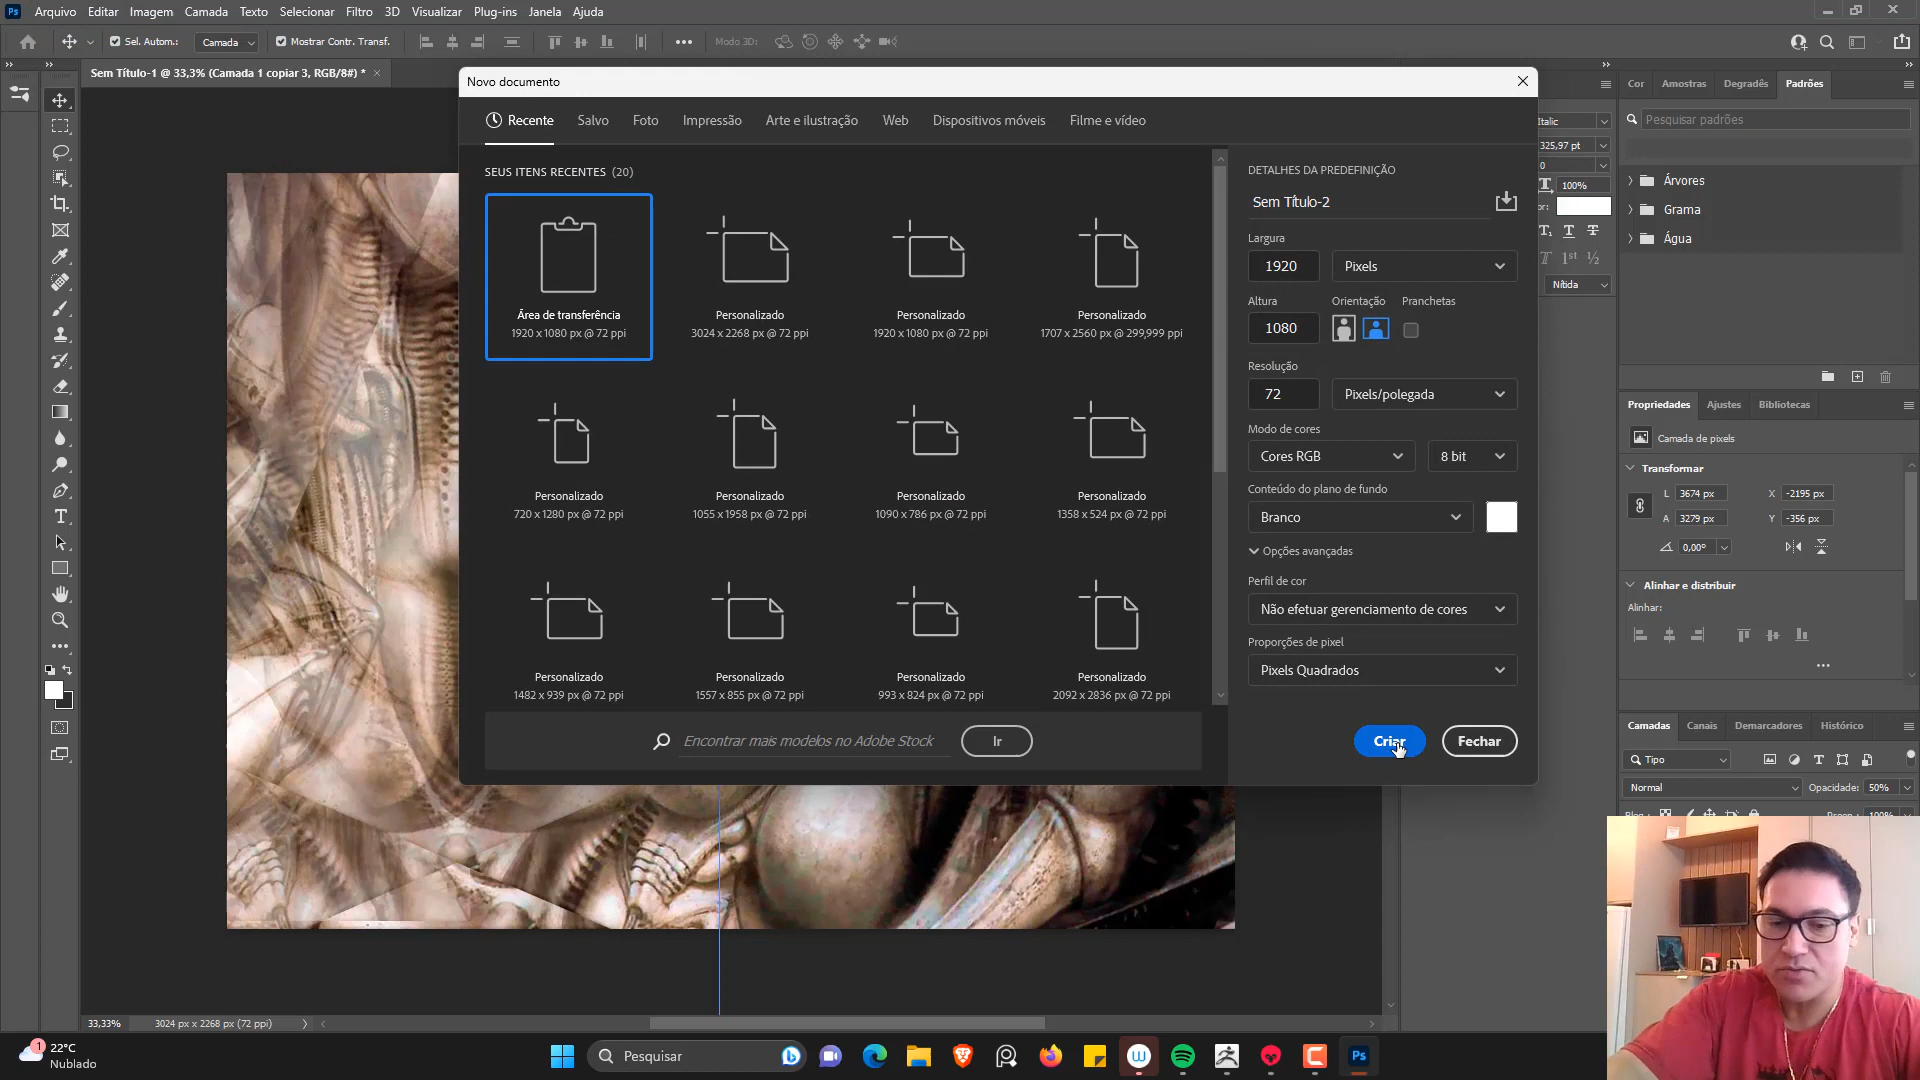 Ps Arquivo Editar Imagem Camada Texto Selecionar Filtro 3D Visualizar Plug-ins Janela Ajuda
Sel. Autom.: Camada Mostrar Contr. Transf. Modo 3D:
Sem Título-1 @ 33,3% (Camada 1 copiar 3, RGB/8#) *
Novo documento
Recente Salvo Foto Impressão Arte e ilustração Web Dispositivos móveis Filme e vídeo
SEUS ITENS RECENTES (20)
Área de transferência
1920 x 1080 px @ 72 ppi
Personalizado
3024 x 2268 px @ 72 ppi
Personalizado
1920 x 1080 px @ 72 ppi
Personalizado
1707 x 2560 px @ 299,999 ppi
Personalizado
720 x 1280 px @ 72 ppi
Personalizado
1055 x 1958 px @ 72 ppi
Personalizado
1090 x 786 px @ 72 ppi
Personalizado
1358 x 524 px @ 72 ppi
Personalizado
1482 x 939 px @ 72 ppi
Personalizado
1557 x 855 px @ 72 ppi
Personalizado
993 x 824 px @ 72 ppi
Personalizado
2092 x 2836 px @ 72 ppi
Encontrar mais modelos no Adobe Stock
Ir
DETALHES DA PREDEFINIÇÃO
Sem Título-2
Largura
1920 Pixels
Altura Orientação Pranchetas
1080
Resolução
72 Pixels/polegada
Modo de cores
Cores RGB 8 bit
Conteúdo do plano de fundo
Branco
Opções avançadas
Perfil de cor
Não efetuar gerenciamento de cores
Proporções de pixel
Pixels Quadrados
Criar Fechar
Italic
325,97 pt
0
100%
or:
1st ½
Nítida
Cor Amostras Degradês Padrões
Pesquisar padrões
Árvores
Grama
Água
Propriedades Ajustes Bibliotecas
Camada de pixels
Transformar
L 3674 px X -2195 px
A 3279 px Y -356 px
0,00°
Alinhar e distribuir
Alinhar:
Camadas Canais Demarcadores Histórico
Tipo
Normal Opacidade: 50%
33,33% 3024 px x 2268 px (72 ppi)
1 22°C
Nublado
Pesquisar
Ps